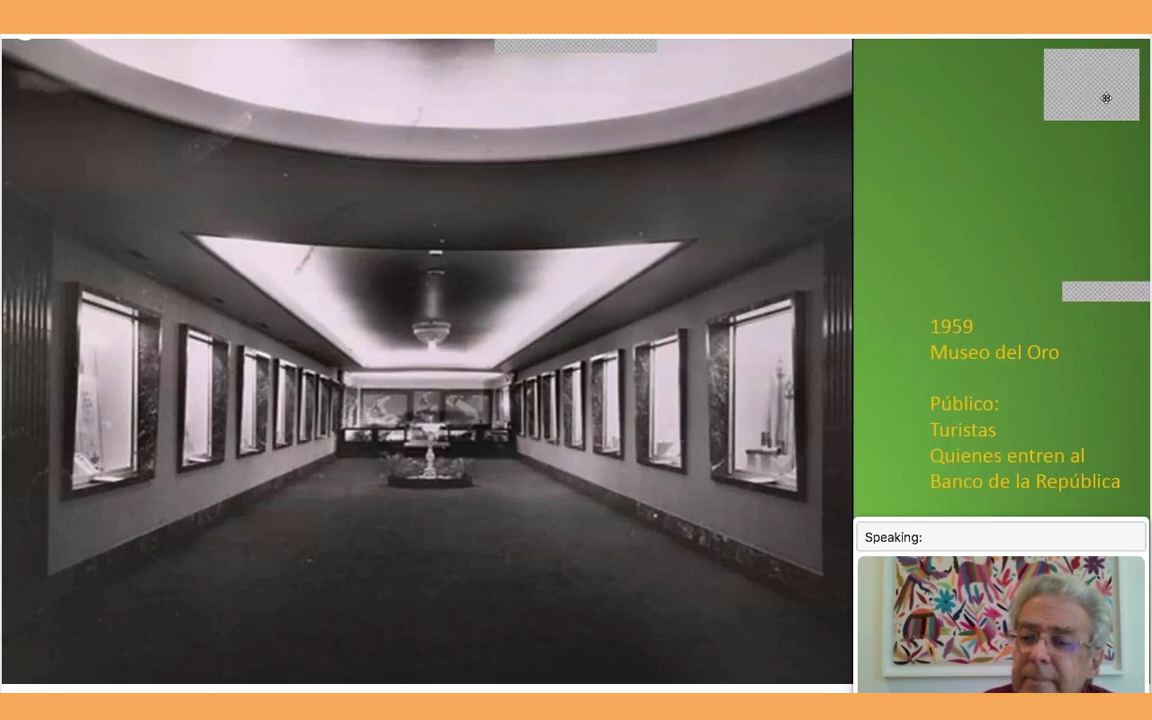 1959
Museo del Oro
Público:
Turistas
Quienes entren al
Banco de la República
Speaking: